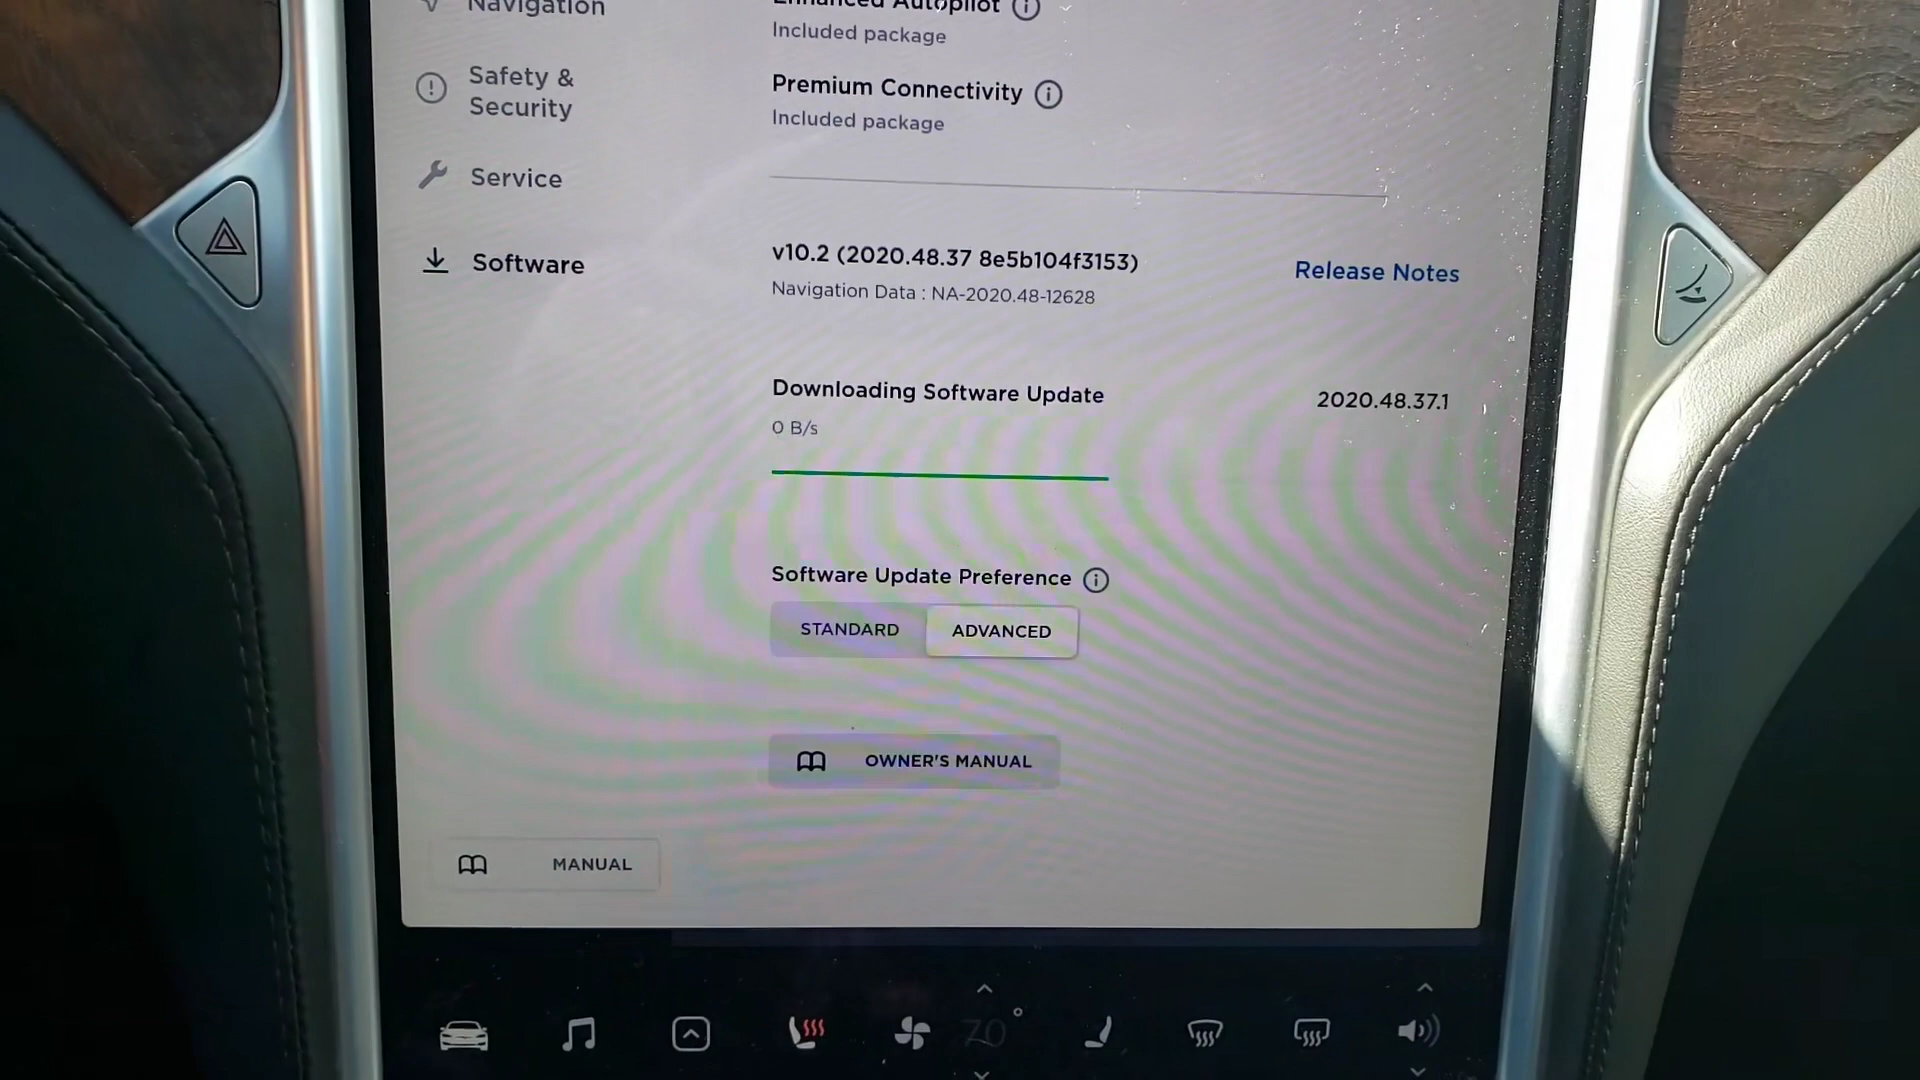 Navigation
Enhanced Autopilot
Included package
Safety &
Security
Premium Connectivity
Included package
Service
Software
v10.2 (2020.48.37 8e5b104f3153)
Release Notes
Navigation Data : NA-2020.48-12628
Downloading Software Update
2020.48.37.1
0 B/s
Software Update Preference
STANDARD
ADVANCED
OWNER'S MANUAL
MANUAL
70°